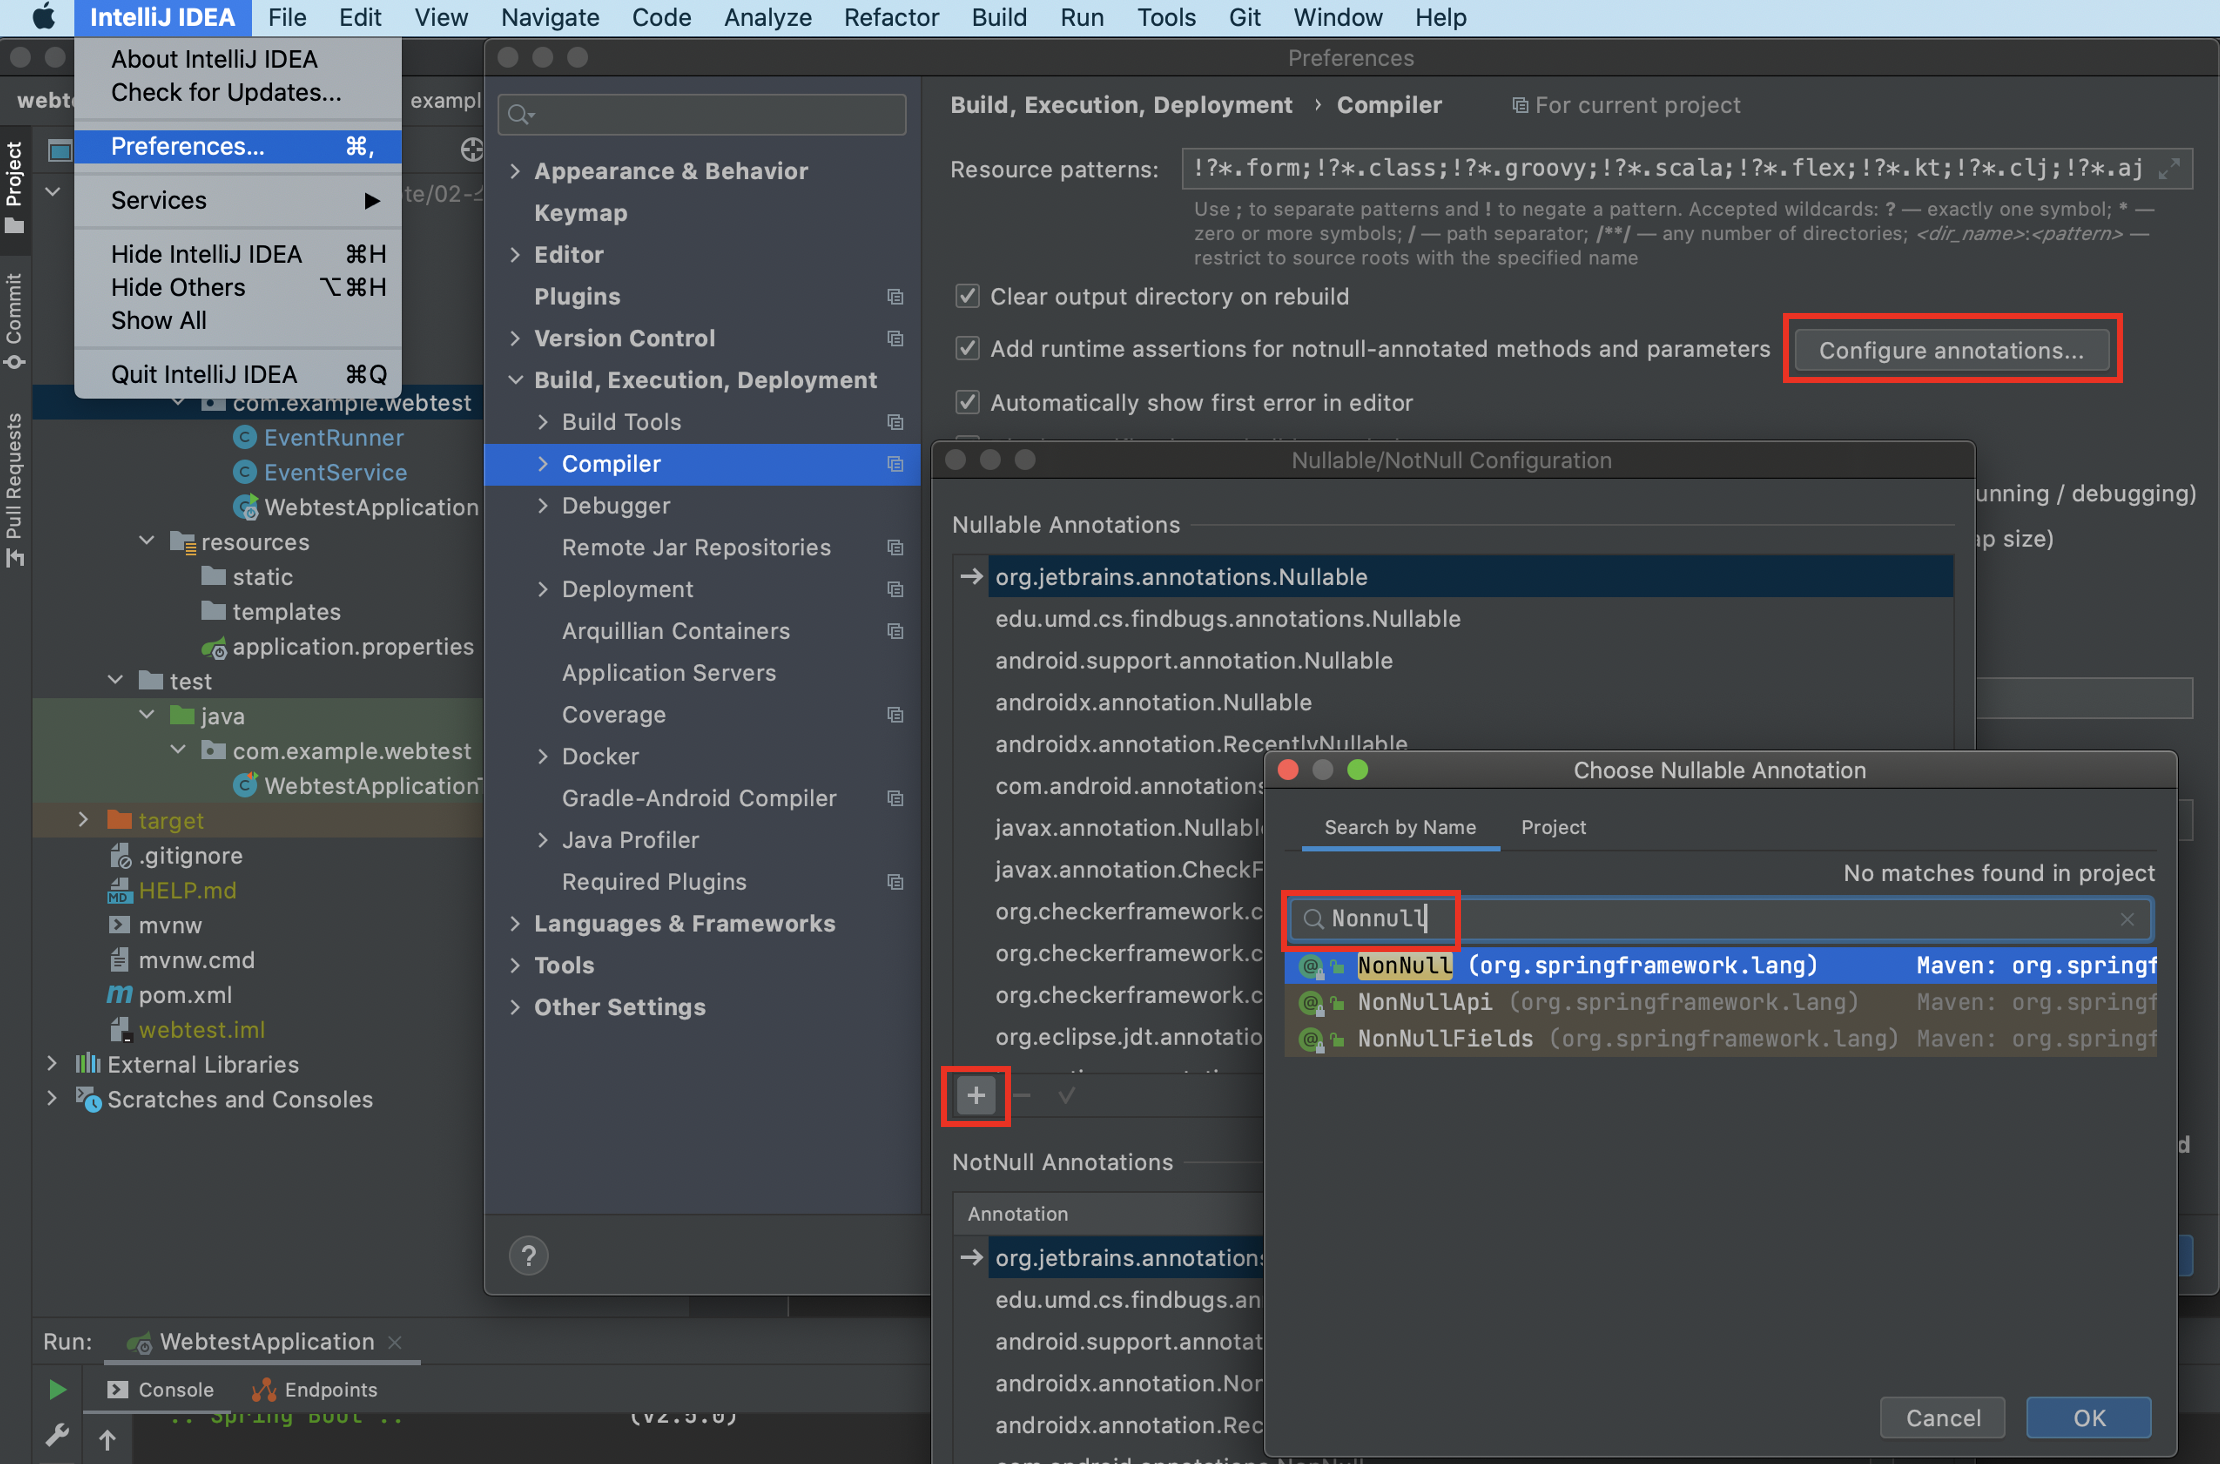 IntelliJ IDEA File Edit View Navigate Code Analyze Refactor Build Run Tools Git Window Help
About IntelliJ IDEA
Check for Updates...
Preferences... ⌘,
Services
Hide IntelliJ IDEA ⌘H
Hide Others ⌥⌘H
Show All
Quit IntelliJ IDEA ⌘Q
exampl
Project
Commit
Pull Requests
com.example.webtest
EventRunner
EventService
WebtestApplication
resources
static
templates
application.properties
test
java
com.example.webtest
WebtestApplication
target
.gitignore
HELP.md
mvnw
mvnw.cmd
pom.xml
webtest.iml
External Libraries
Scratches and Consoles
Run: WebtestApplication
Console Endpoints
:: Spring Boot :: (v2.5.0)
Preferences
Appearance & Behavior
Keymap
Editor
Plugins
Version Control
Build, Execution, Deployment
Build Tools
Compiler
Debugger
Remote Jar Repositories
Deployment
Arquillian Containers
Application Servers
Coverage
Docker
Gradle-Android Compiler
Java Profiler
Required Plugins
Languages & Frameworks
Tools
Other Settings
?
Build, Execution, Deployment › Compiler For current project
Resource patterns: !?*.form;!?*.class;!?*.groovy;!?*.scala;!?*.flex;!?*.kt;!?*.clj;!?*.aj
Use ; to separate patterns and ! to negate a pattern. Accepted wildcards: ? — exactly one symbol; * —
zero or more symbols; / — path separator; /**/ — any number of directories; <dir_name>:<pattern> —
restrict to source roots with the specified name
Clear output directory on rebuild
Add runtime assertions for notnull-annotated methods and parameters Configure annotations...
Automatically show first error in editor
unning / debugging)
ap size)
Nullable/NotNull Configuration
Nullable Annotations
org.jetbrains.annotations.Nullable
edu.umd.cs.findbugs.annotations.Nullable
android.support.annotation.Nullable
androidx.annotation.Nullable
androidx.annotation.RecentlyNullable
com.android.annotations
javax.annotation.Nullabl
javax.annotation.CheckF
org.checkerframework.c
org.checkerframework.c
org.checkerframework.c
org.eclipse.jdt.annotatio
NotNull Annotations
Annotation
org.jetbrains.annotations
edu.umd.cs.findbugs.an
android.support.annotat
androidx.annotation.Nor
androidx.annotation.Rec
Choose Nullable Annotation
Search by Name Project
No matches found in project
Nonnull
NonNull (org.springframework.lang) Maven: org.springf
NonNullApi (org.springframework.lang) Maven: org.springf
NonNullFields (org.springframework.lang) Maven: org.springf
Cancel OK